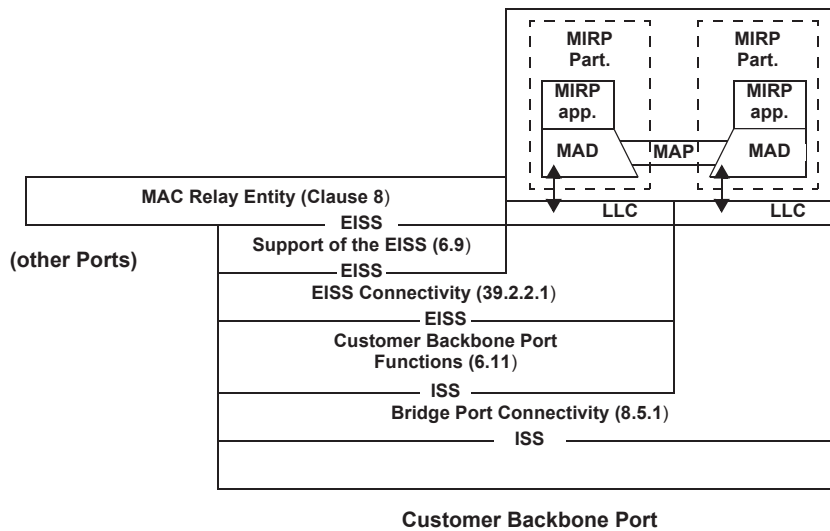 MIRP
Part.
MIRP
Part.
MIRP
app.
MIRP
app.
MAD
MAP
MAD
MAC Relay Entity (Clause 8)
LLC
LLC
EISS
Support of the EISS (6.9)
(other Ports)
EISS
EISS Connectivity (39.2.2.1)
EISS
Customer Backbone Port
Functions (6.11)
ISS
Bridge Port Connectivity (8.5.1)
ISS
Customer Backbone Port